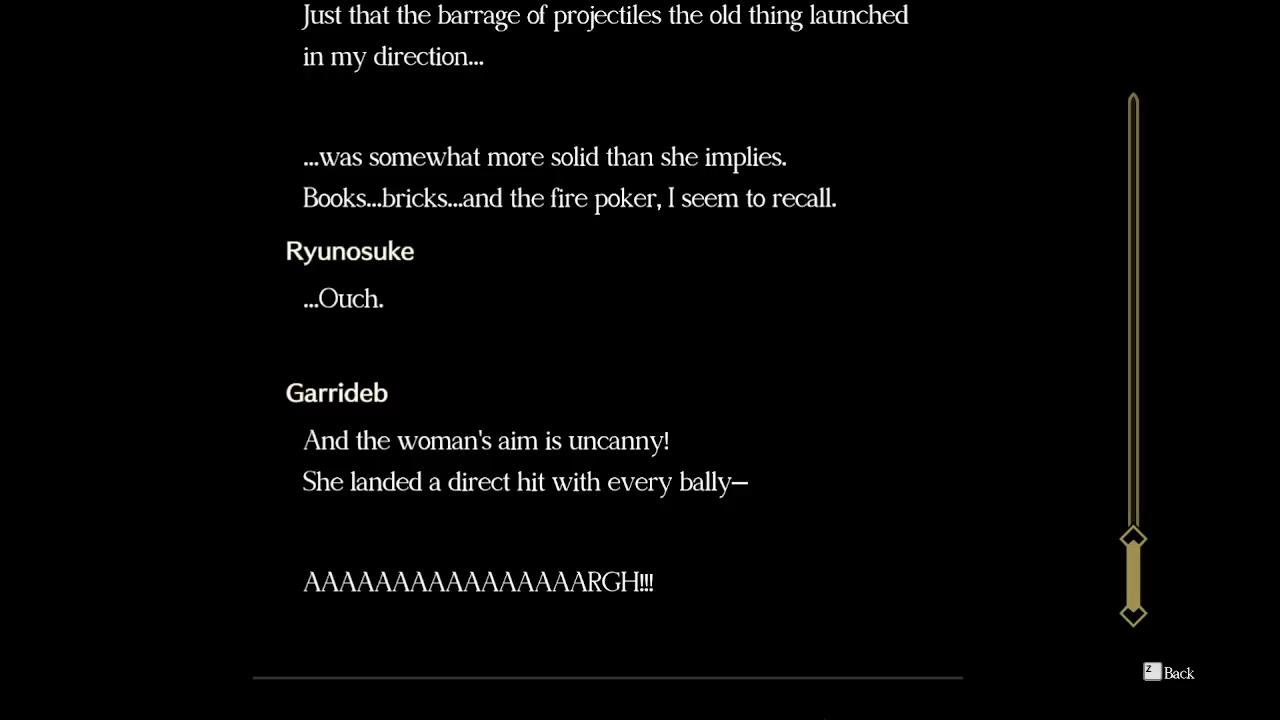 Just that the barrage of projectiles the old thing launched
in my direction...
...was somewhat more solid than she implies.
Books...bricks...and the fire poker, I seem to recall.
Ryunosuke
...Ouch.
Garrideb
And the woman's aim is uncanny!
She landed a direct hit with every bally—
AAAAAAAAAAAAAAAARGH!!!
Z Back